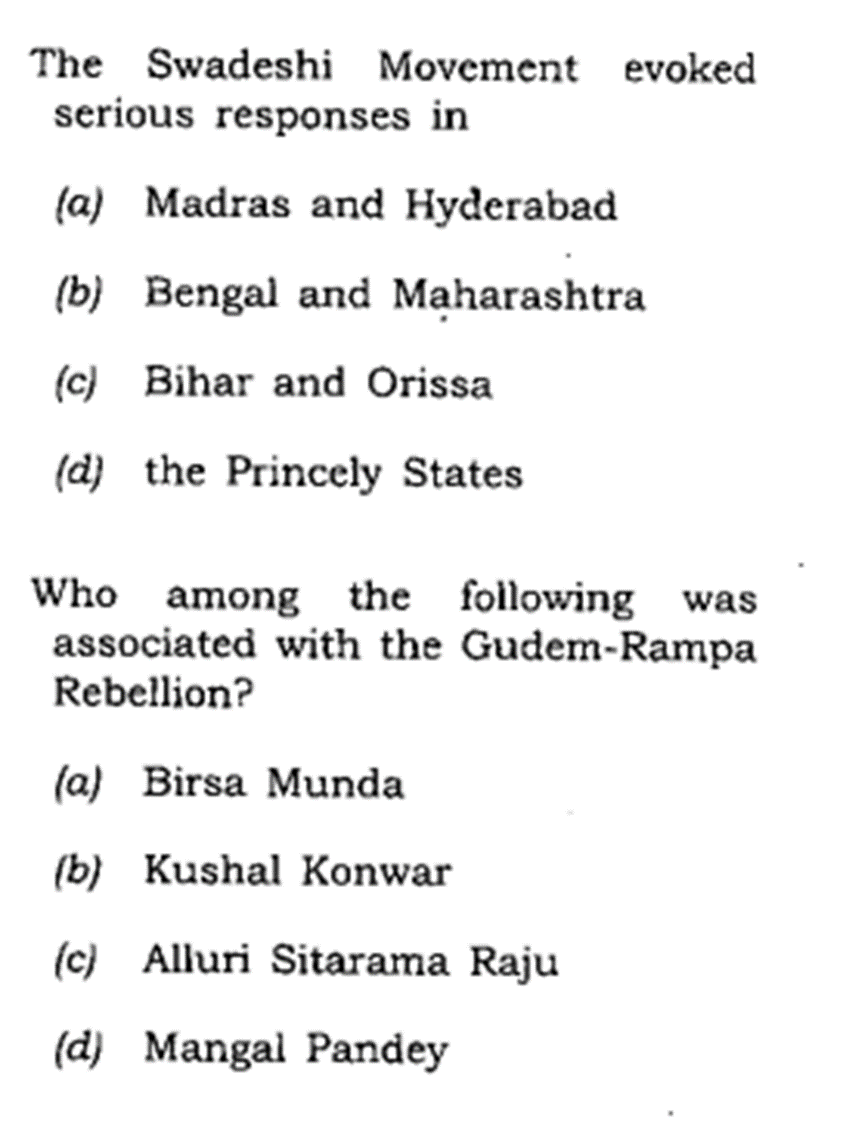 The Swadeshi Movement evoked
serious responses in
(a) Madras and Hyderabad
(b) Bengal and Maharashtra
(c) Bihar and Orissa
(d) the Princely States
Who among the following was
associated with the Gudem-Rampa
Rebellion?
(a) Birsa Munda
(b) Kushal Konwar
(c) Alluri Sitarama Raju
(d) Mangal Pandey